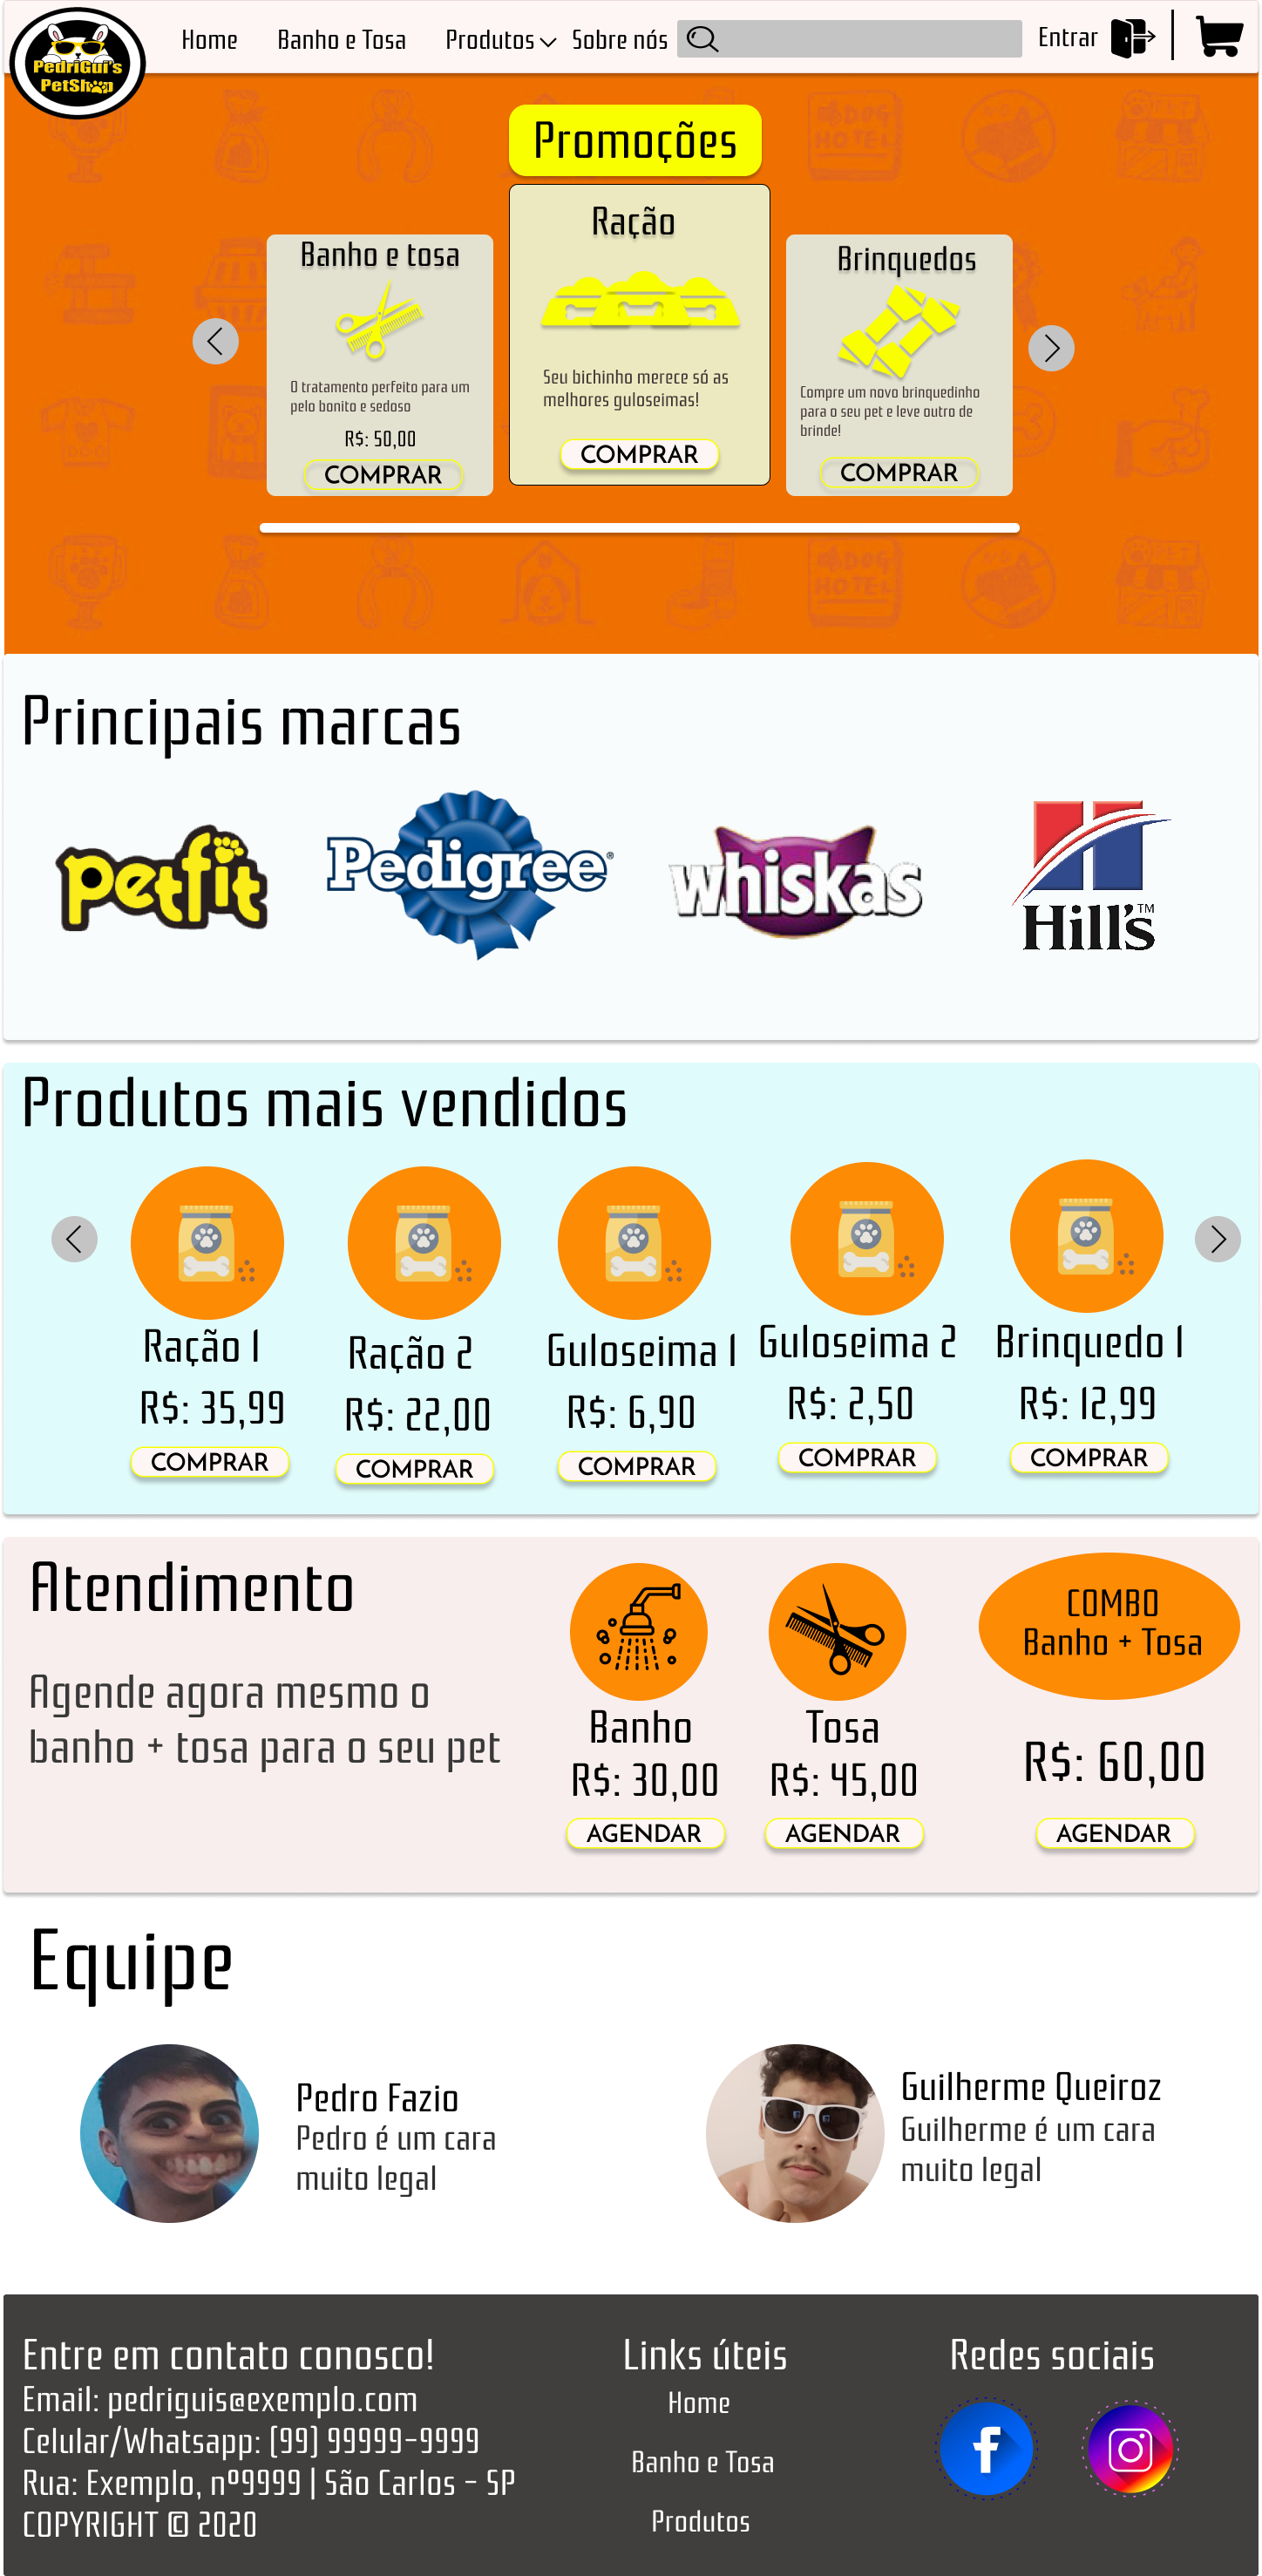 PedriGui's
PetShop
Home
Banho e Tosa
Produtos
Sobre nós
Entrar
Promoções
DOG
HOTEL
PET
Banho e tosa
O tratamento perfeito para um
pelo bonito e sedoso
R$: 50,00
COMPRAR
Ração
Seu bichinho merece só as
melhores guloseimas!
COMPRAR
Brinquedos
Compre um novo brinquedinho
para o seu pet e leve outro de
brinde!
COMPRAR
DOG
HOTEL
PET
Principais marcas
petfit
Pedigree®
whiskas
Hill's™
Produtos mais vendidos
Ração 1
R$: 35,99
COMPRAR
Ração 2
R$: 22,00
COMPRAR
Guloseima 1
R$: 6,90
COMPRAR
Guloseima 2
R$: 2,50
COMPRAR
Brinquedo 1
R$: 12,99
COMPRAR
Atendimento
Agende agora mesmo o
banho + tosa para o seu pet
Banho
R$: 30,00
AGENDAR
Tosa
R$: 45,00
AGENDAR
COMBO
Banho + Tosa
R$: 60,00
AGENDAR
Equipe
Pedro Fazio
Pedro é um cara
muito legal
Guilherme Queiroz
Guilherme é um cara
muito legal
Entre em contato conosco!
Email: pedriguis@exemplo.com
Celular/Whatsapp: (99) 99999-9999
Rua: Exemplo, nº9999 | São Carlos - SP
COPYRIGHT © 2020
Links úteis
Home
Banho e Tosa
Produtos
Redes sociais